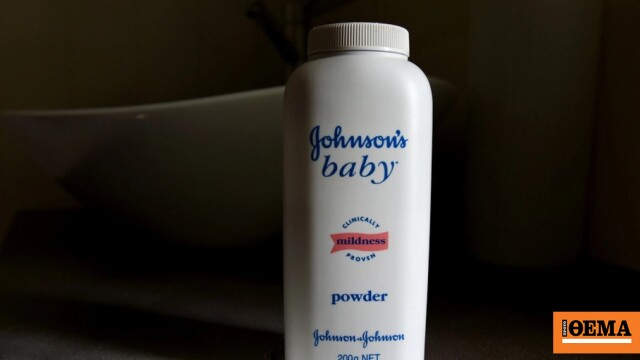 Johnson's
baby
CLINICALLY
mildness
PROVEN
powder
Johnson & Johnson
200g NET
ΘΕΜΑ